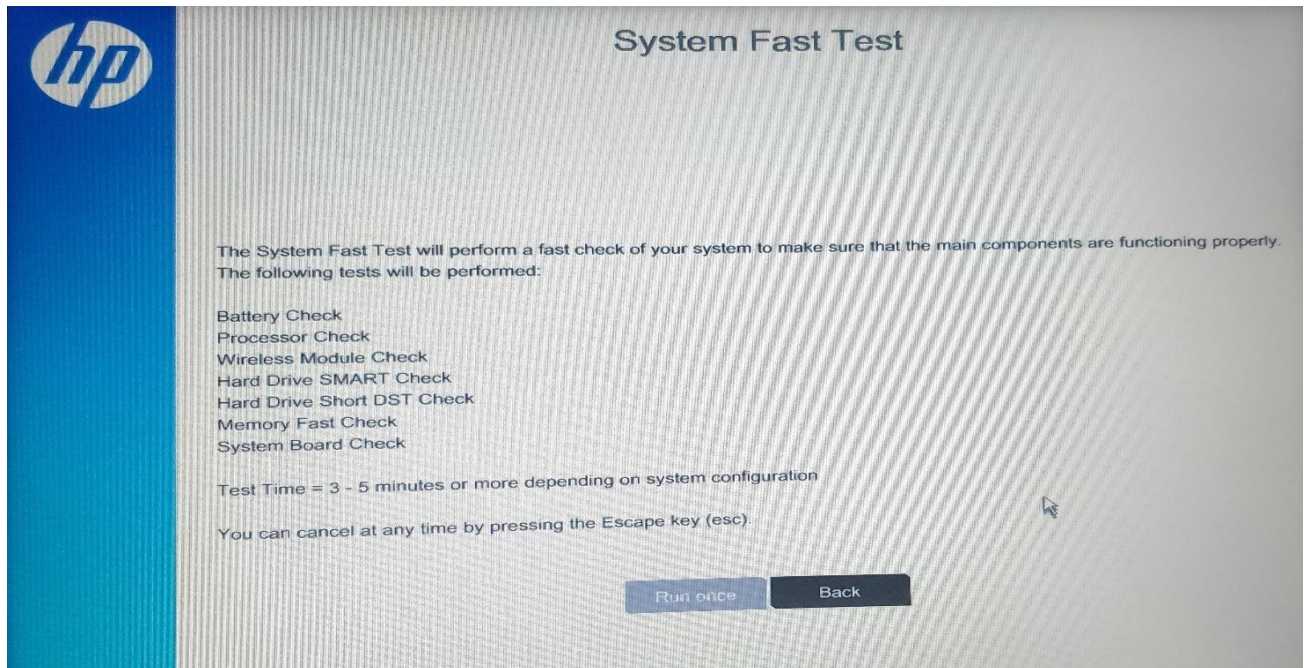 hp
System Fast Test
The System Fast Test will perform a fast check of your system to make sure that the main components are functioning properly.
The following tests will be performed:
Battery Check
Processor Check
Wireless Module Check
Hard Drive SMART Check
Hard Drive Short DST Check
Memory Fast Check
System Board Check
Test Time = 3 - 5 minutes or more depending on system configuration
You can cancel at any time by pressing the Escape key (esc).
Run once
Back